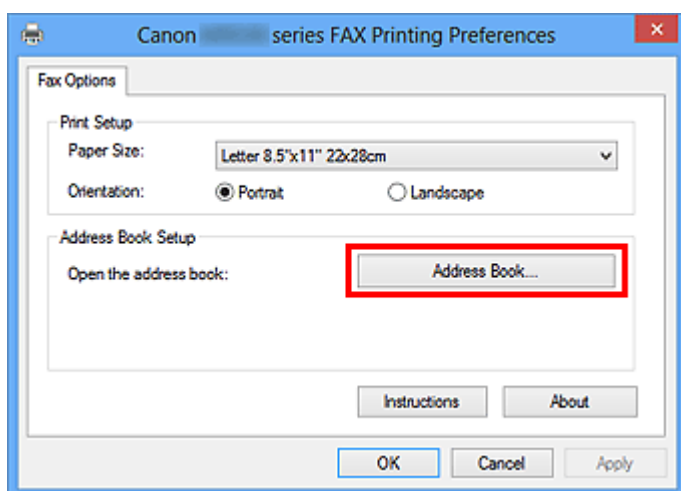 Canon series FAX Printing Preferences
Fax Options
Print Setup
Paper Size: Letter 8.5"x11" 22x28cm
Orientation: Portrait Landscape
Address Book Setup
Open the address book: Address Book...
Instructions About
OK Cancel Apply